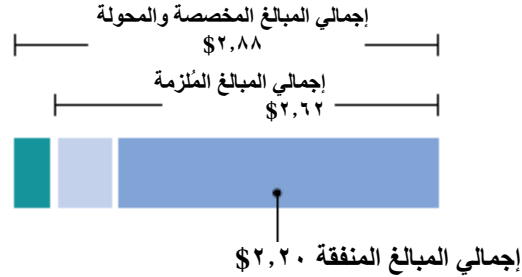 إجمالي المبالغ المخصصة والمحولة
$٢,٨٨
إجمالي المبالغ المُلزمة
$٢,٦٢
إجمالي المبالغ المنفقة ٢,٢٠$